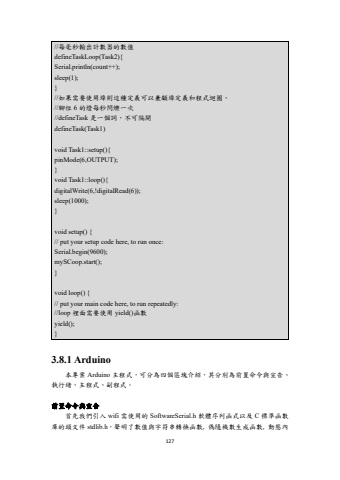 //每毫秒輸出計數器的數值
defineTaskLoop(Task2){
Serial.println(count++);
sleep(1);
}
//如果需要使用原則這種定義可以兼顧原定義和程式迴圈。
//腳位 6 的燈每秒閃爍一次
//defineTask 是一個詞，不可隔開
defineTask(Task1)
void Task1::setup(){
pinMode(6,OUTPUT);
}
void Task1::loop(){
digitalWrite(6,!digitalRead(6));
sleep(1000);
}
void setup() {
// put your setup code here, to run once:
Serial.begin(9600);
mySCoop.start();
}
void loop() {
// put your main code here, to run repeatedly:
//loop 裡面需要使用 yield()函數
yield();
}
3.8.1 Arduino
本專案 Arduino 主程式，可分為四個區塊介紹，其分別為前置命令與宣告、
執行緒、主程式、副程式。
前置命令與宣告
首先我們引入 wifi 需使用的 SoftwareSerial.h 軟體序列函式以及 C 標準函數
庫的頭文件 stdlib.h，聲明了數值與字符串轉換函數, 偽隨機數生成函數, 動態內
127